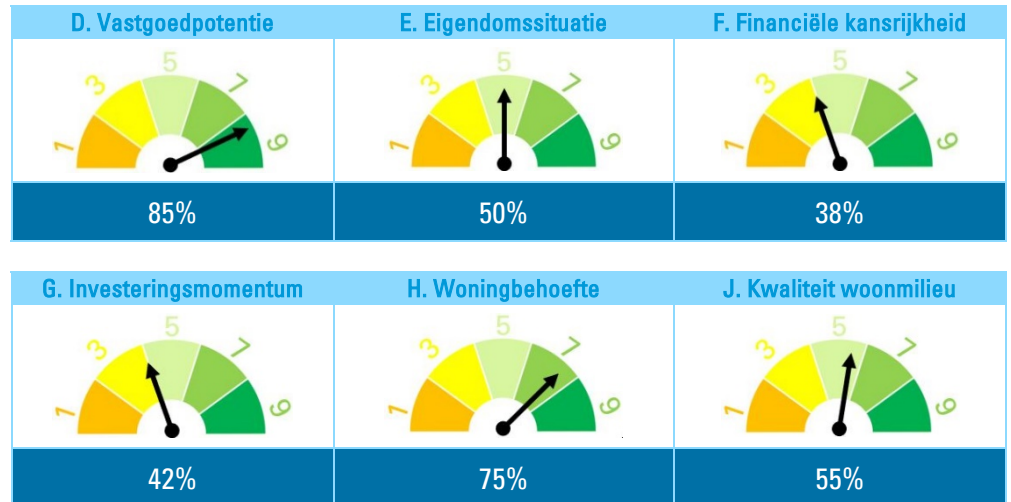 D. Vastgoedpotentie E. Eigendomssituatie F. Financiële kansrijkheid
1 3 5 7 9 1 3 5 7 9 1 3 5 7 9
85% 50% 38%
G. Investeringsmomentum H. Woningbehoefte J. Kwaliteit woonmilieu
1 3 5 7 9 1 3 5 7 9 1 3 5 7 9
42% 75% 55%